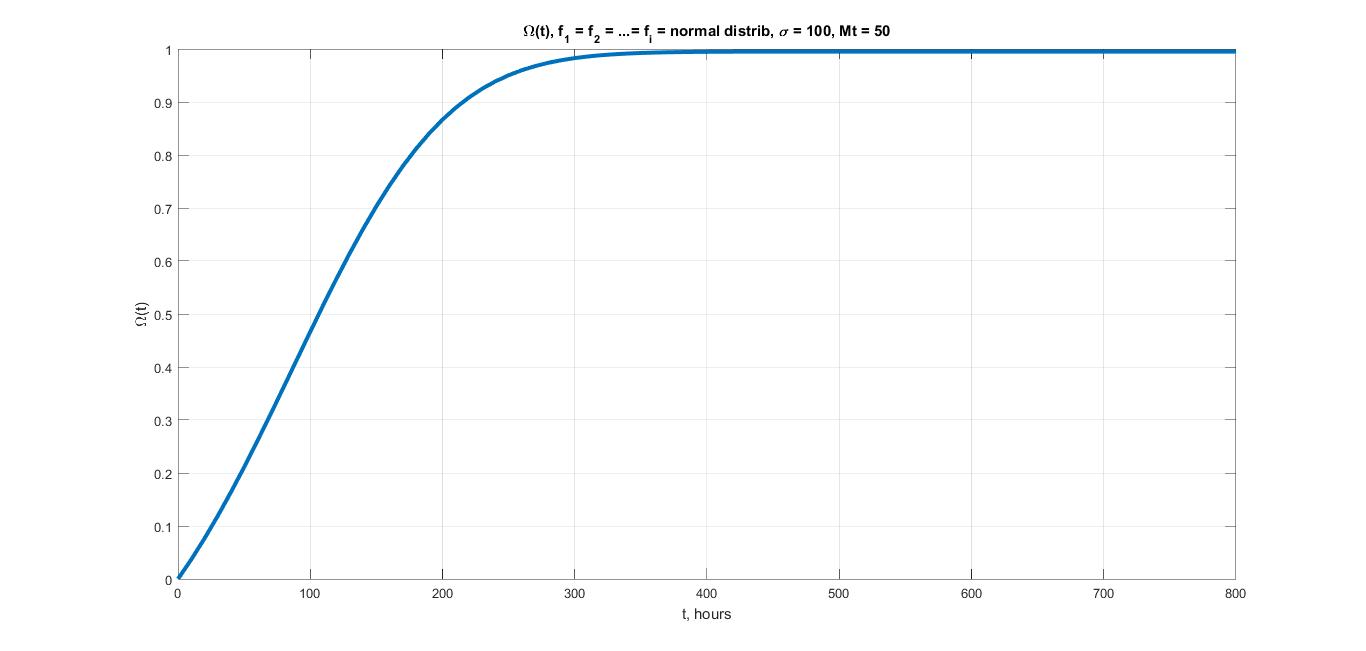 Ω(t), f1 = f2 = ...= fi = normal distrib, σ = 100, Mt = 50
1
0.9
0.8
0.7
0.6
0.5
0.4
0.3
0.2
0.1
0
Ω(t)
0 100 200 300 400 500 600 700 800
t, hours